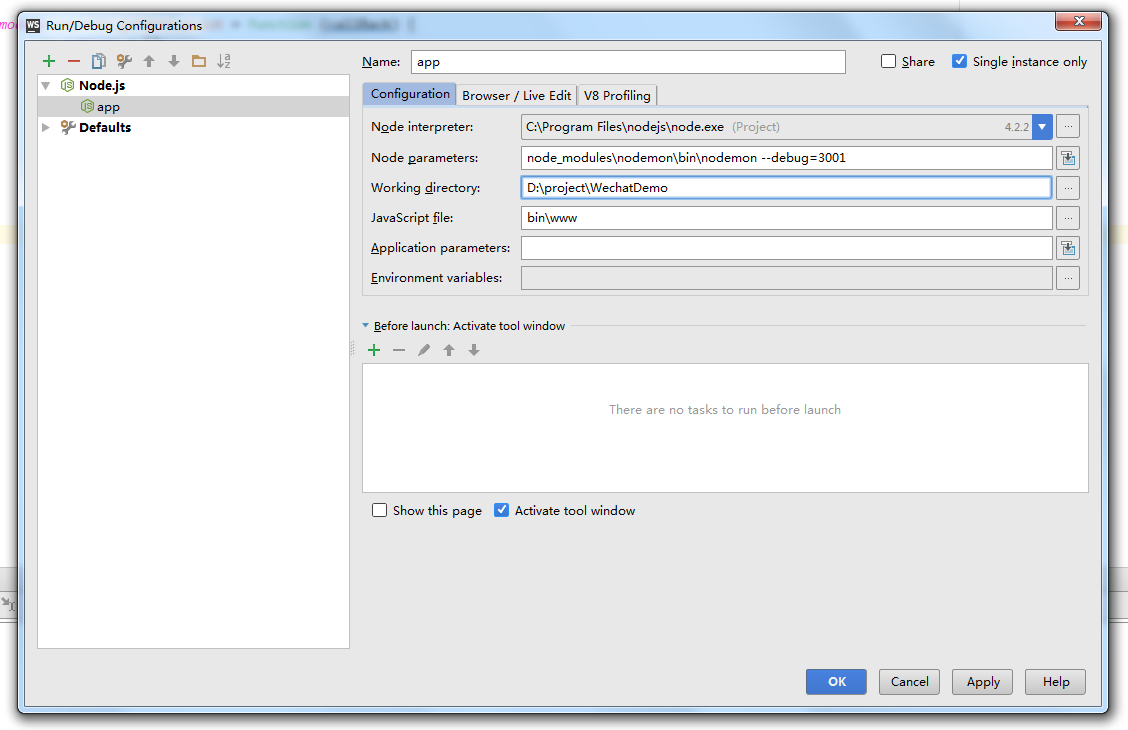 WS Run/Debug Configurations
Node.js
app
Defaults
Name: app
Share
Single instance only
Configuration
Browser / Live Edit
V8 Profiling
Node interpreter: C:\Program Files\nodejs\node.exe (Project) 4.2.2
Node parameters: node_modules\nodemon\bin\nodemon --debug=3001
Working directory: D:\project\WechatDemo
JavaScript file: bin\www
Application parameters:
Environment variables:
Before launch: Activate tool window
There are no tasks to run before launch
Show this page
Activate tool window
OK
Cancel
Apply
Help